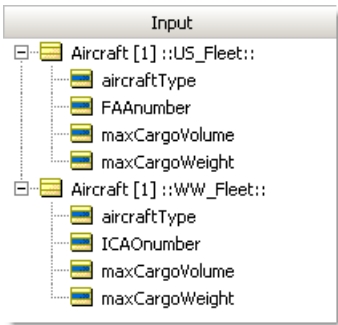 Input
Aircraft [1] ::US_Fleet::
aircraftType
FAAnumber
maxCargoVolume
maxCargoWeight
Aircraft [1] ::WW_Fleet::
aircraftType
ICAOnumber
maxCargoVolume
maxCargoWeight